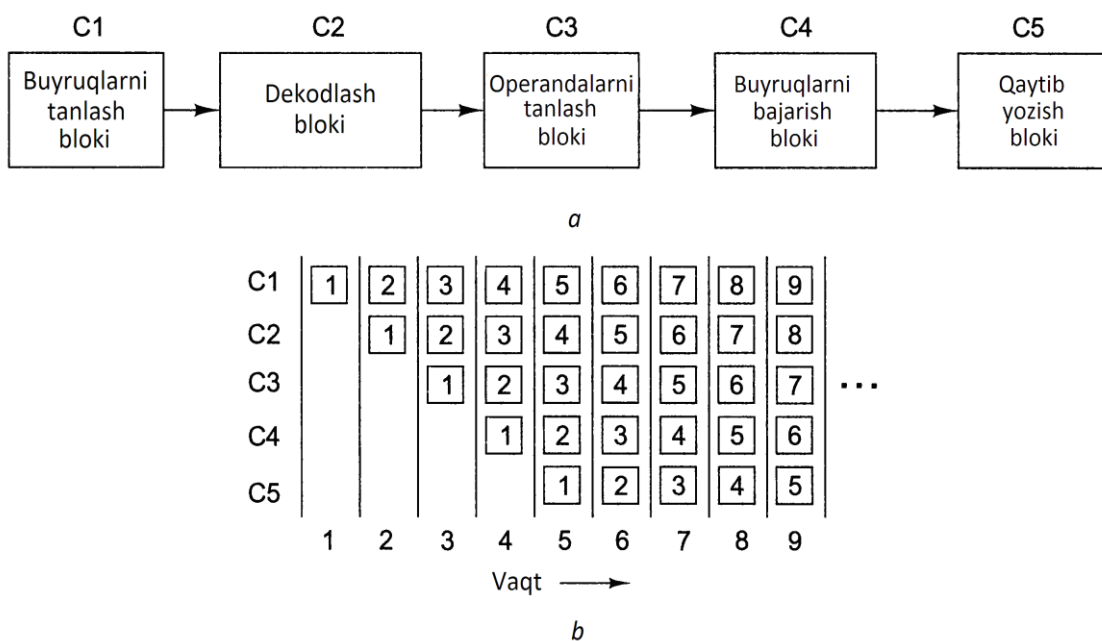 C1 C2 C3 C4 C5
Buyruqlarni
tanlash
bloki
Dekodlash
bloki
Operandalarni
tanlash
bloki
Buyruqlarni
bajarish
bloki
Qaytib
yozish
bloki
a
C1 1 2 3 4 5 6 7 8 9
C2 1 2 3 4 5 6 7 8
C3 1 2 3 4 5 6 7 ...
C4 1 2 3 4 5 6
C5 1 2 3 4 5
1 2 3 4 5 6 7 8 9
Vaqt
b